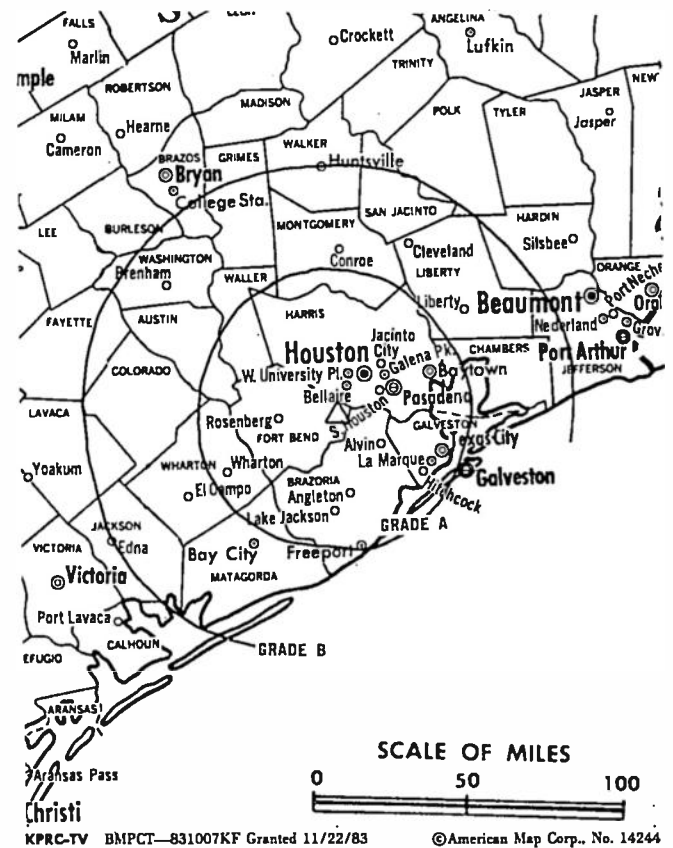 FALLS
Marlin
Crockett
ANGELINA
Lufkin
TRINITY
ROBERTSON
MADISON
POLK
TYLER
JASPER
NEW
Jasper
MILAM
Hearne
Cameron
WALKER
Huntsville
BRAZOS
GRIMES
Bryan
College Sta.
SAN JACINTO
HARDIN
Silsbee
BURLESON
LEE
MONTGOMERY
Conroe
Cleveland
WASHINGTON
Brenham
WALLER
LIBERTY
Liberty
ORANGE
Beaumont
Nederland
Port Arthur
FAYETTE
AUSTIN
HARRIS
Jacinto
City
Houston
Galena Pk.
CHAMBERS
JEFFERSON
COLORADO
W. University Pl.
Baytown
Bellaire
Pasadena
S. Houston
LAVACA
Rosenberg
FORT BEND
GALVESTON
Texas City
Alvin
La Marque
Yoakum
WHARTON
Wharton
Galveston
El Campo
BRAZORIA
Angleton
Hitchcock
Lake Jackson
GRADE A
JACKSON
Edna
VICTORIA
Bay City
Freeport
Victoria
MATAGORDA
Port Lavaca
CALHOUN
GRADE B
EFUGIO
ARANSAS
SCALE OF MILES
0 50 100
Aransas Pass
Christi
KPRC-TV BMPCT—831007KF Granted 11/22/83 ©American Map Corp., No. 14244